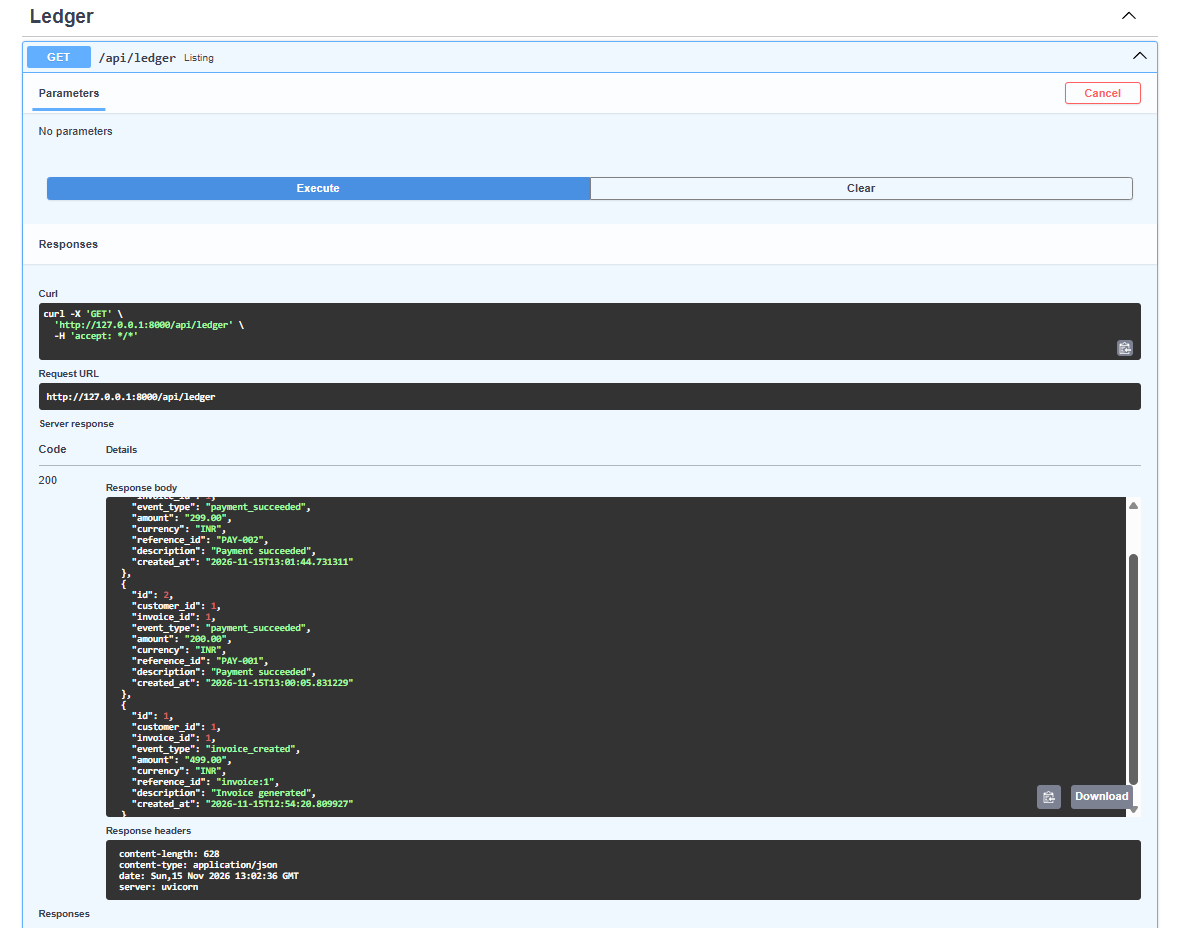 Ledger
GET /api/ledger Listing
Parameters
Cancel
No parameters
Execute
Clear
Responses
Curl
curl -X 'GET' \
'http://127.0.0.1:8000/api/ledger' \
-H 'accept: */*'
Request URL
http://127.0.0.1:8000/api/ledger
Server response
Code Details
200
Response body
"invoice_id": 1,
"event_type": "payment_succeeded",
"amount": "299.00",
"currency": "INR",
"reference_id": "PAY-002",
"description": "Payment succeeded",
"created_at": "2026-11-15T13:01:44.731311"
},
{
"id": 2,
"customer_id": 1,
"invoice_id": 1,
"event_type": "payment_succeeded",
"amount": "200.00",
"currency": "INR",
"reference_id": "PAY-001",
"description": "Payment succeeded",
"created_at": "2026-11-15T13:00:05.831229"
},
{
"id": 1,
"customer_id": 1,
"invoice_id": 1,
"event_type": "invoice_created",
"amount": "499.00",
"currency": "INR",
"reference_id": "invoice:1",
"description": "Invoice generated",
"created_at": "2026-11-15T12:54:20.809927"
}
Download
Response headers
content-length: 628
content-type: application/json
date: Sun,15 Nov 2026 13:02:36 GMT
server: uvicorn
Responses